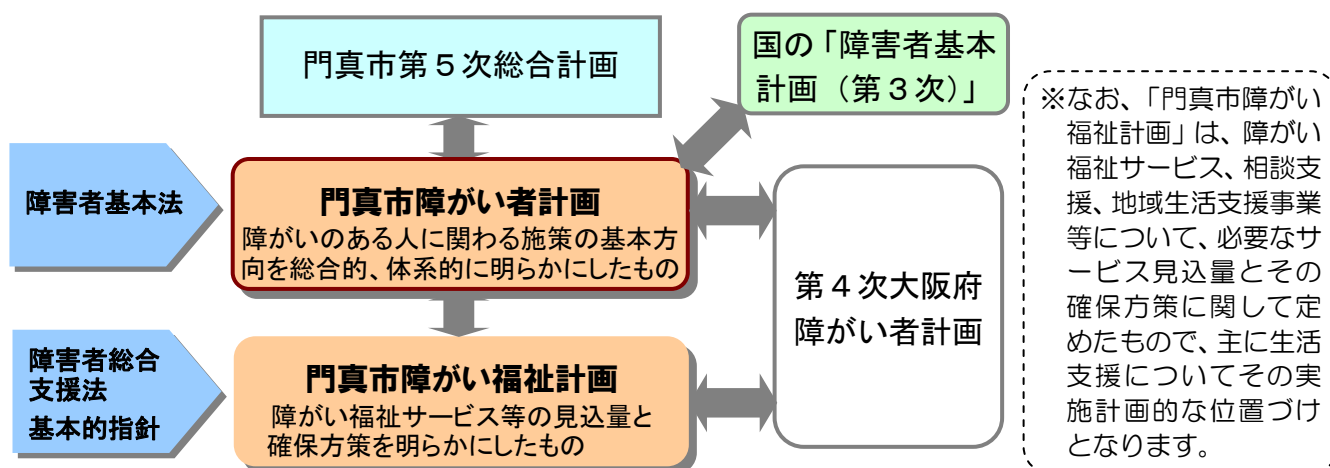 門真市第５次総合計画
国の「障害者基本
計画（第３次）」
障害者基本法
門真市障がい者計画
障がいのある人に関わる施策の基本方
向を総合的、体系的に明らかにしたもの
第４次大阪府
障がい者計画
障害者総合
支援法
基本的指針
門真市障がい福祉計画
障がい福祉サービス等の見込量と
確保方策を明らかにしたもの
※なお、「門真市障がい
福祉計画」は、障がい
福祉サービス、相談支
援、地域生活支援事業
等について、必要なサ
ービス見込量とその
確保方策に関して定
めたもので、主に生活
支援についてその実
施計画的な位置づけ
となります。